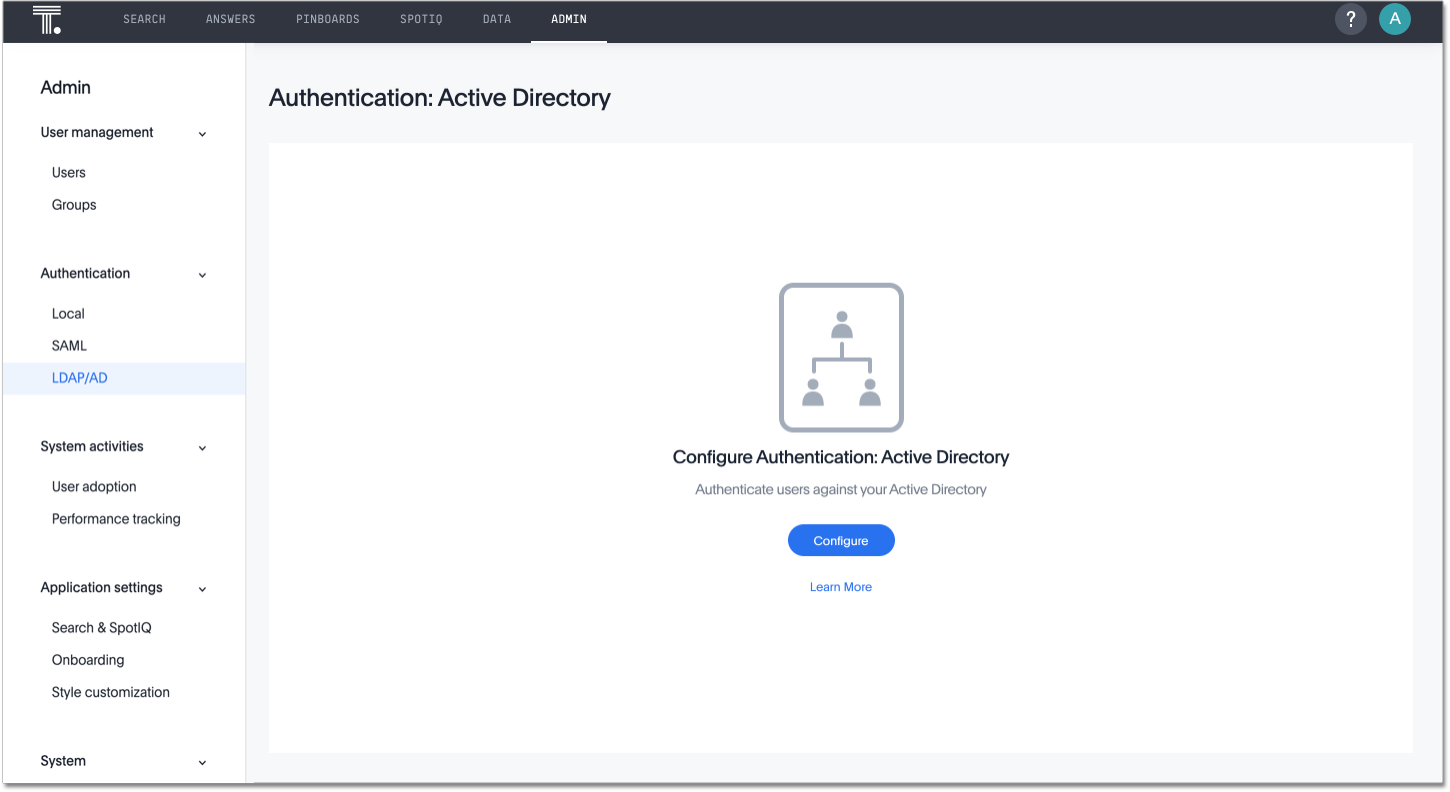 SEARCH ANSWERS PINBOARDS SPOTIQ DATA ADMIN ? A
Admin
User management
Users
Groups
Authentication
Local
SAML
LDAP/AD
System activities
User adoption
Performance tracking
Application settings
Search & SpotIQ
Onboarding
Style customization
System
Authentication: Active Directory
Configure Authentication: Active Directory
Authenticate users against your Active Directory
Configure
Learn More